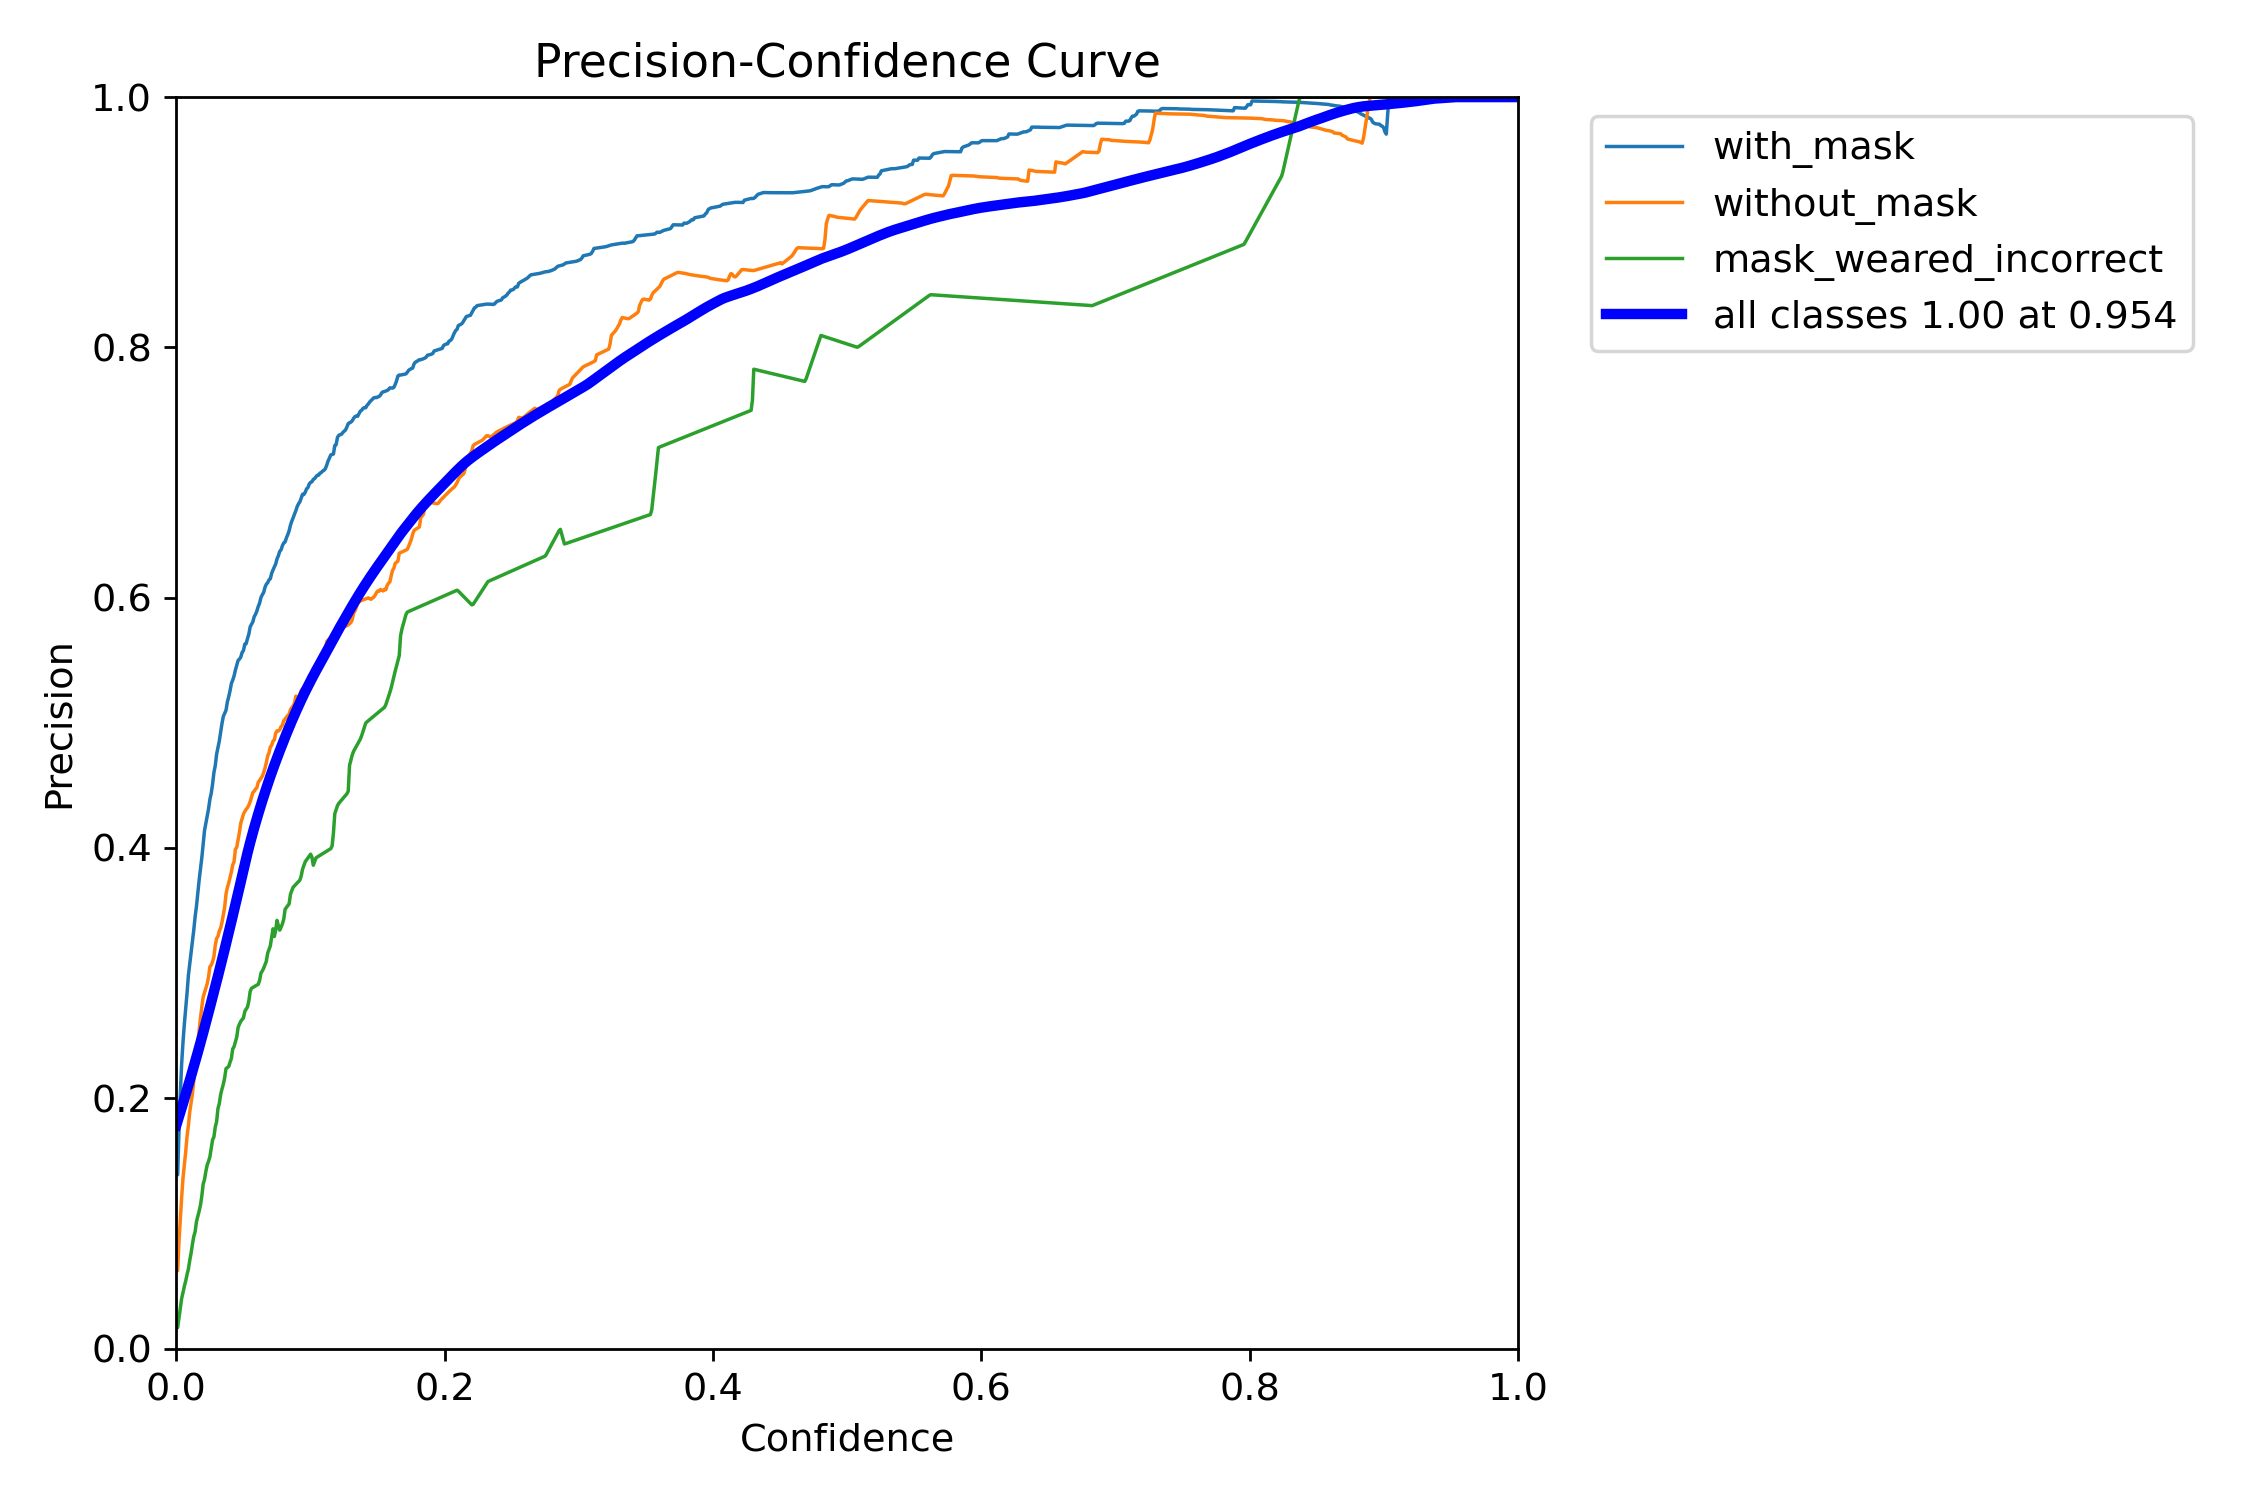 Precision-Confidence Curve
1.0
0.8
0.6
0.4
0.2
0.0
Precision
0.0 0.2 0.4 0.6 0.8 1.0
Confidence
with_mask
without_mask
mask_weared_incorrect
all classes 1.00 at 0.954